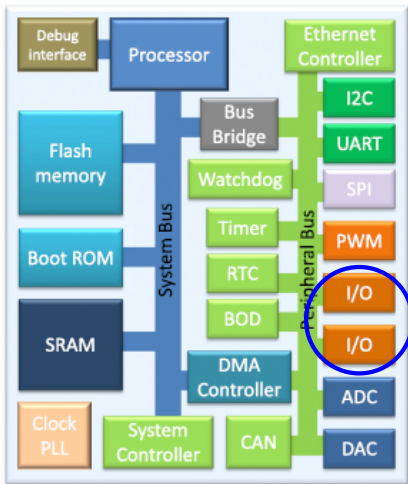 Debug
interface
Processor
Ethernet
Controller
Flash
memory
Bus
Bridge
I2C
UART
Watchdog
SPI
System Bus
Peripheral Bus
Timer
PWM
Boot ROM
RTC
I/O
BOD
I/O
SRAM
DMA
Controller
ADC
Clock
PLL
System
Controller
CAN
DAC